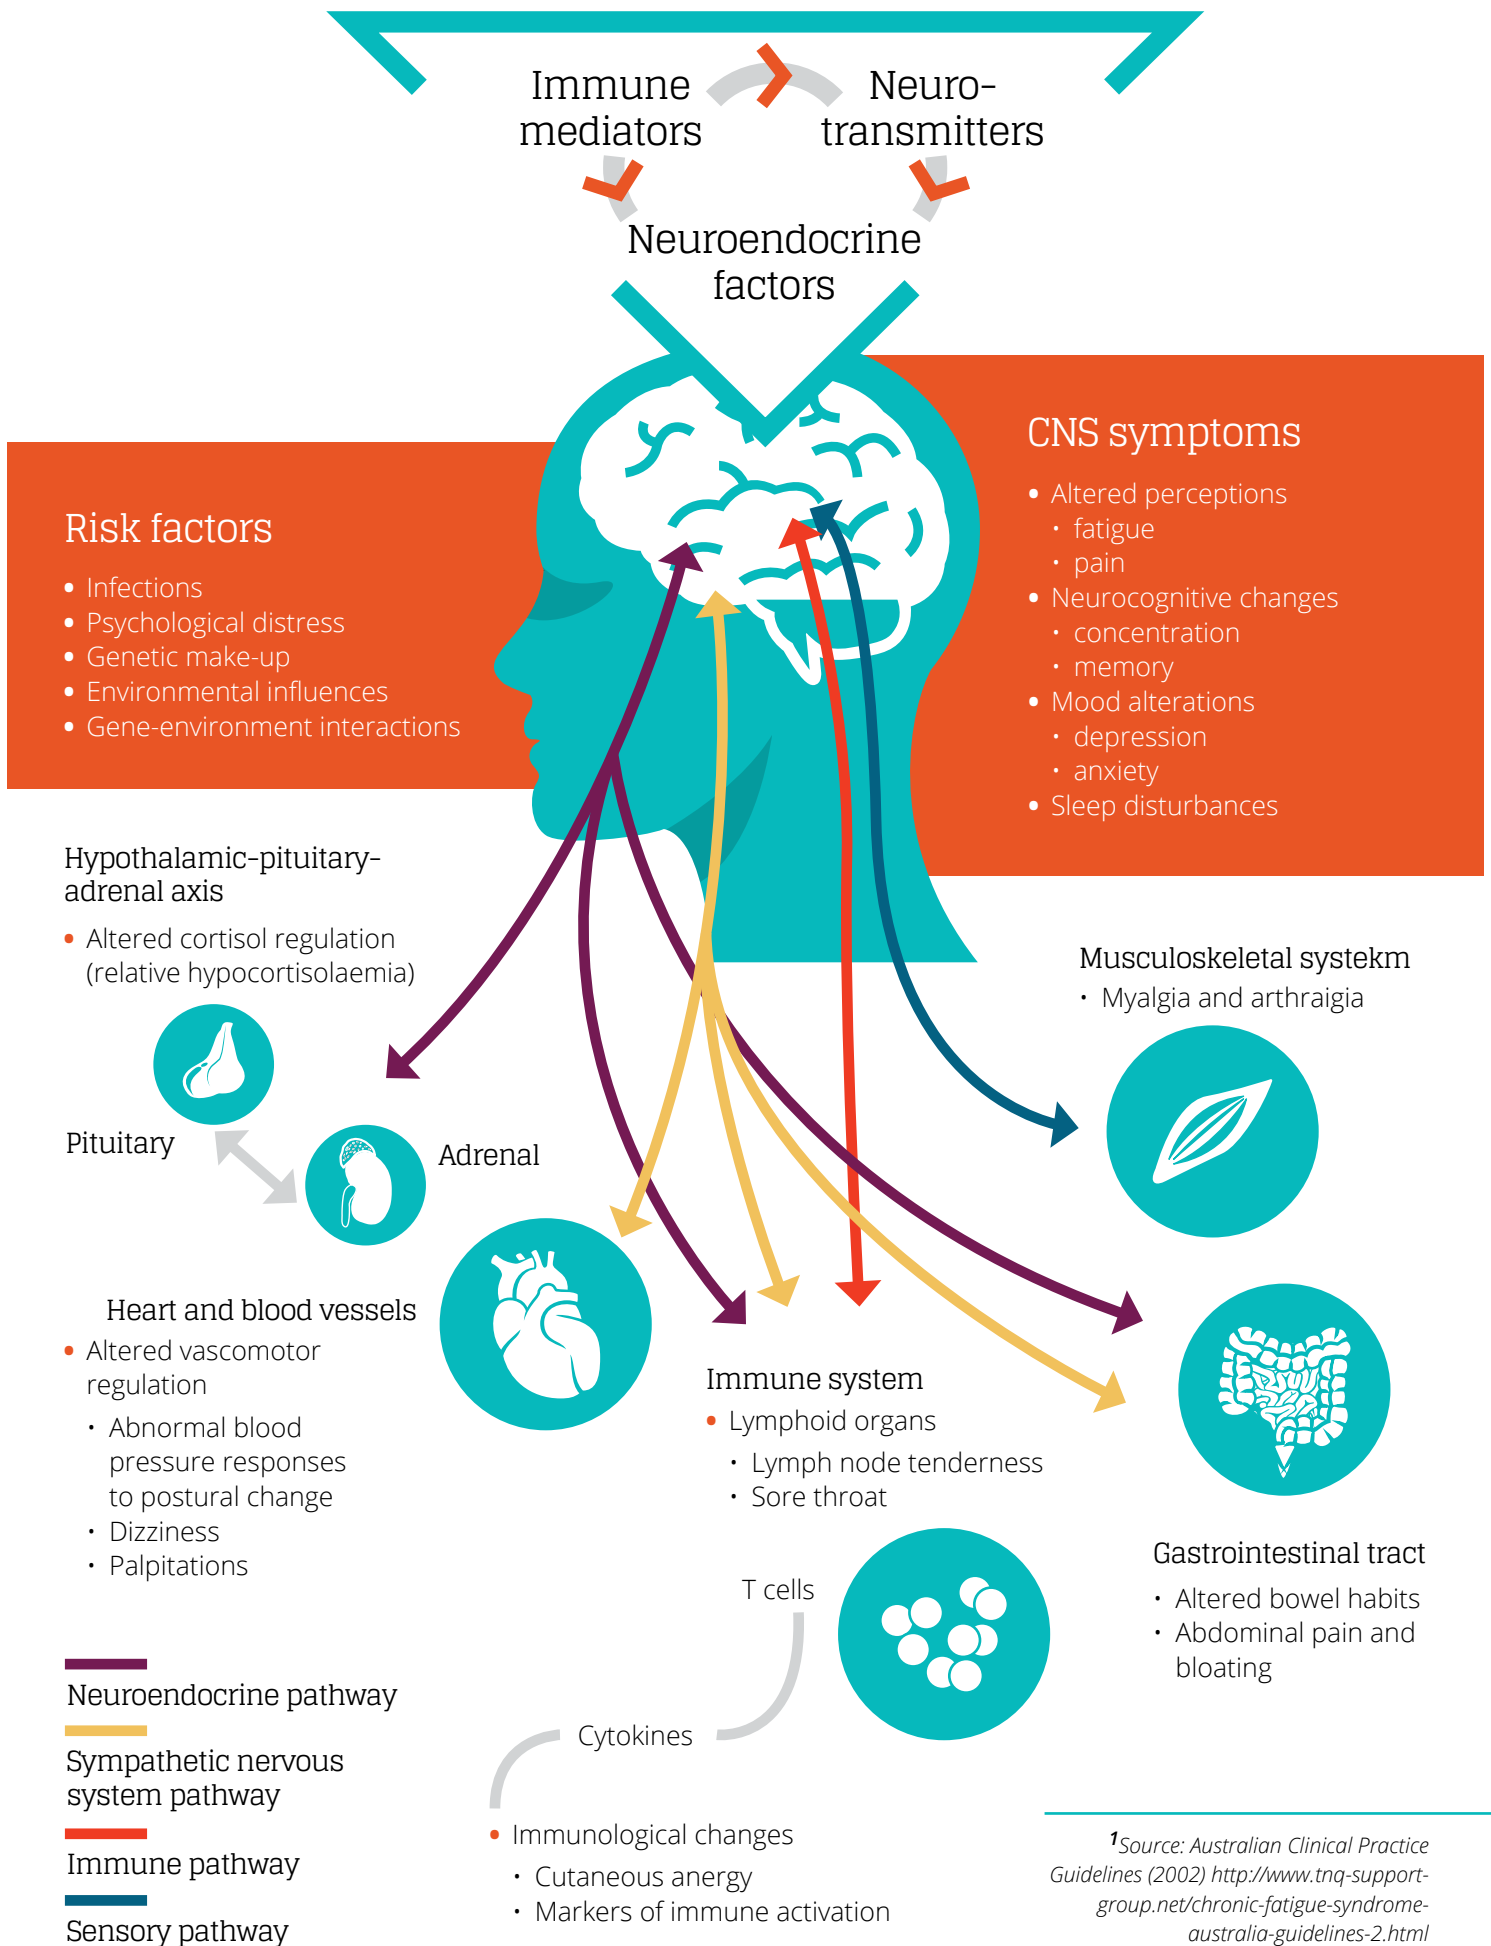 Immune
mediators
Neuro-
transmitters
Neuroendocrine
factors
Risk factors
• Infections
• Psychological distress
• Genetic make-up
• Environmental influences
• Gene-environment interactions
CNS symptoms
• Altered perceptions
• fatigue
• pain
• Neurocognitive changes
• concentration
• memory
• Mood alterations
• depression
• anxiety
• Sleep disturbances
Hypothalamic-pituitary-
adrenal axis
• Altered cortisol regulation
(relative hypocortisolaemia)
Pituitary
Adrenal
Musculoskeletal systekm
• Myalgia and arthraigia
Heart and blood vessels
• Altered vascomotor
regulation
• Abnormal blood
pressure responses
to postural change
• Dizziness
• Palpitations
Immune system
• Lymphoid organs
• Lymph node tenderness
• Sore throat
T cells
Cytokines
• Immunological changes
• Cutaneous anergy
• Markers of immune activation
Gastrointestinal tract
• Altered bowel habits
• Abdominal pain and
bloating
Neuroendocrine pathway
Sympathetic nervous
system pathway
Immune pathway
Sensory pathway
1Source: Australian Clinical Practice
Guidelines (2002) http://www.tnq-support-
group.net/chronic-fatigue-syndrome-
australia-guidelines-2.html